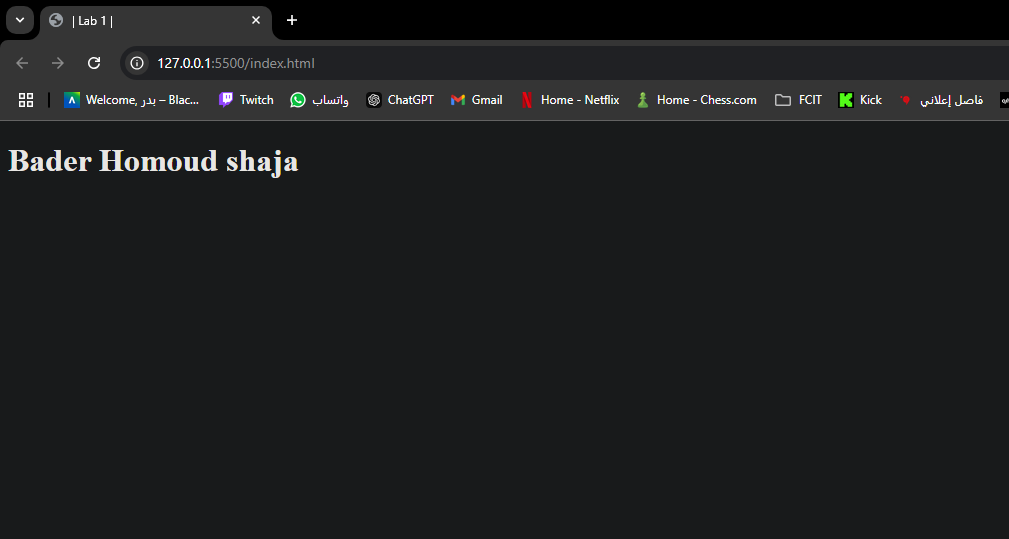 | Lab 1 |
127.0.0.1:5500/index.html
Welcome, بدر – Blac... Twitch واتساب ChatGPT Gmail Home - Netflix Home - Chess.com FCIT Kick فاصل إعلاني
Bader Homoud shaja